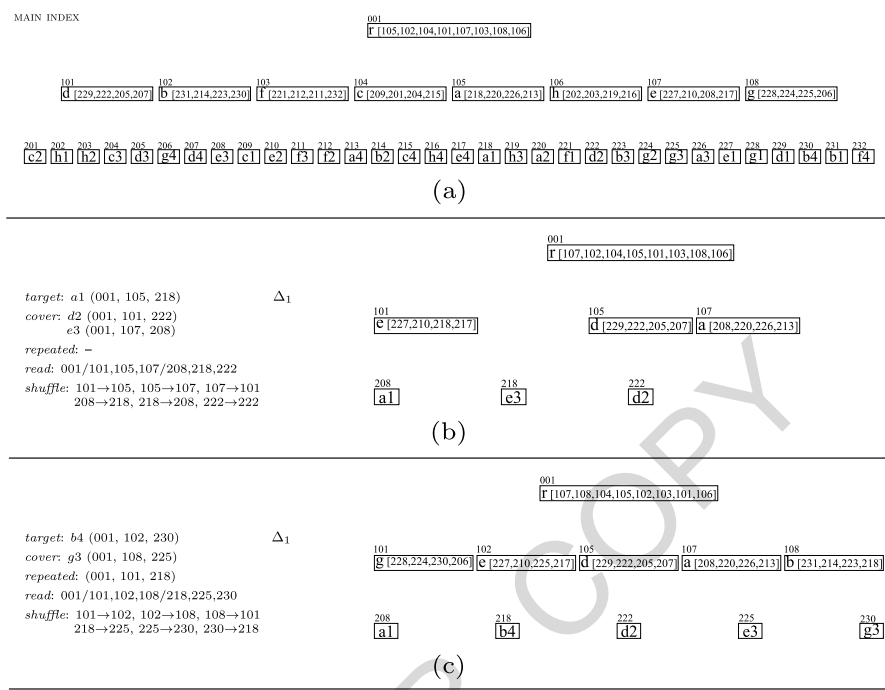 MAIN INDEX
001
r [105,102,104,101,107,103,108,106]
101 102 103 104 105 106 107 108
d [229,222,205,207] b [231,214,223,230] f [221,212,211,232] c [209,201,204,215] a [218,220,226,213] h [202,203,219,216] e [227,210,208,217] g [228,224,225,206]
201 202 203 204 205 206 207 208 209 210 211 212 213 214 215 216 217 218 219 220 221 222 223 224 225 226 227 228 229 230 231 232
c2 h1 h2 c3 d3 g4 d4 e3 c1 e2 f3 f2 a4 b2 c4 h4 e4 a1 h3 a2 f1 d2 b3 g2 g3 a3 e1 g1 d1 b4 b1 f4
(a)
001
r [107,102,104,105,101,103,108,106]
target: a1 (001, 105, 218) Δ1
cover: d2 (001, 101, 222)
e3 (001, 107, 208)
repeated: –
read: 001/101,105,107/208,218,222
shuffle: 101→105, 105→107, 107→101
208→218, 218→208, 222→222
101 105 107
e [227,210,218,217] d [229,222,205,207] a [208,220,226,213]
208 218 222
a1 e3 d2
(b)
001
r [107,108,104,105,102,103,101,106]
target: b4 (001, 102, 230) Δ1
cover: g3 (001, 108, 225)
repeated: (001, 101, 218)
read: 001/101,102,108/218,225,230
shuffle: 101→102, 102→108, 108→101
218→225, 225→230, 230→218
101 102 105 107 108
g [228,224,230,206] e [227,210,225,217] d [229,222,205,207] a [208,220,226,213] b [231,214,223,218]
208 218 222 225 230
a1 b4 d2 e3 g3
(c)
COPY